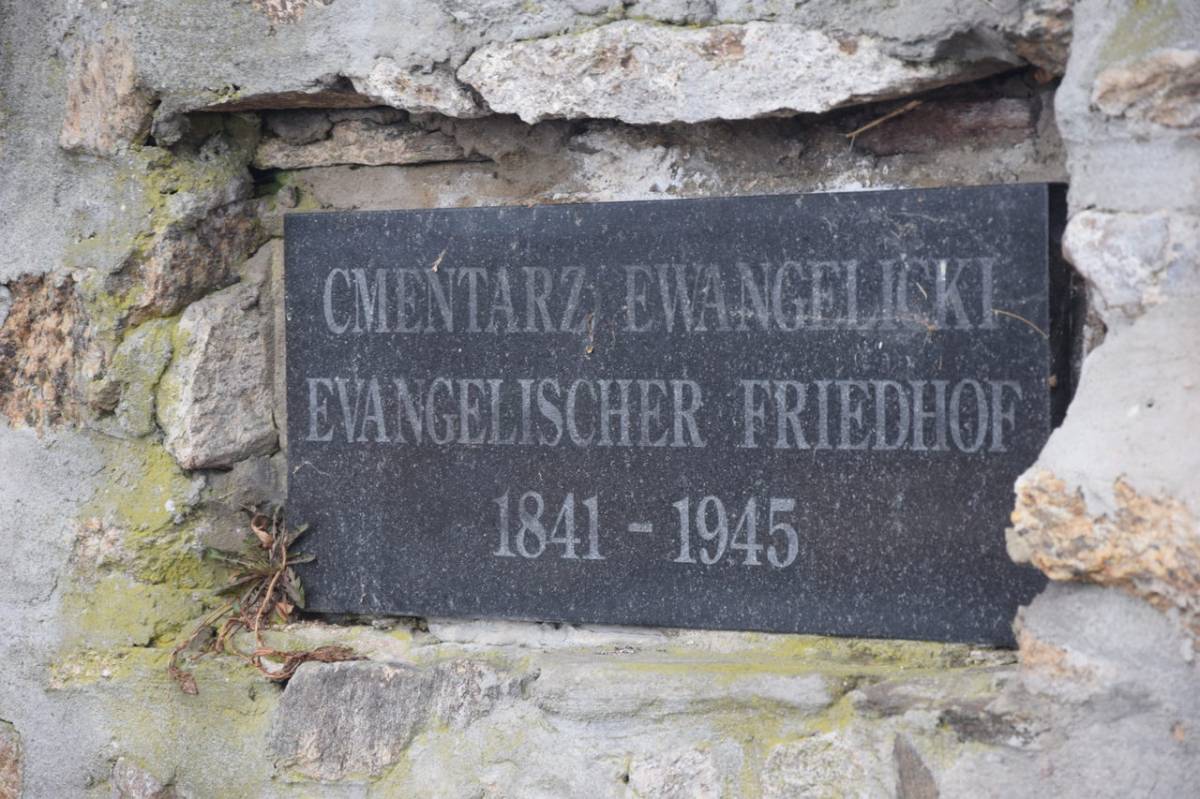 CMENTARZ EWANGELICKI
EVANGELISCHER FRIEDHOF
1841 - 1945